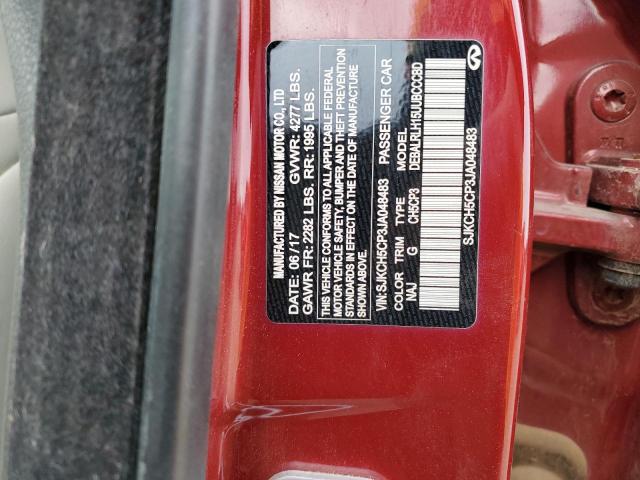 MANUFACTURED BY NISSAN MOTOR CO., LTD
DATE: 06/17 GVWR: 4277 LBS.
GAWR FR: 2282 LBS. RR: 1995 LBS.
THIS VEHICLE CONFORMS TO ALL APPLICABLE FEDERAL
MOTOR VEHICLE SAFETY, BUMPER AND THEFT PREVENTION
STANDARDS IN EFFECT ON THE DATE OF MANUFACTURE
SHOWN ABOVE.
VIN:SJKCH5CP3JA048483 PASSENGER CAR
COLOR TRIM TYPE MODEL
NAJ G CH5CP3 DEBALRLH15UUBCCC8D
SJKCH5CP3JA048483